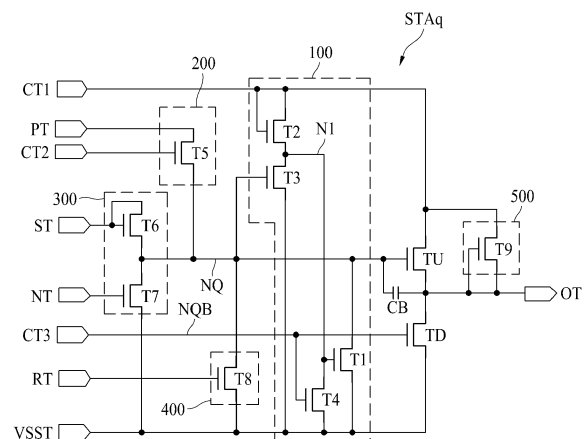 STAq
100
200
CT1
PT
T2
N1
CT2
T5
T3
300
500
ST
T6
T9
TU
NQ
NT
T7
OT
NQB
CB
CT3
TD
T1
RT
T8
T4
400
VSST